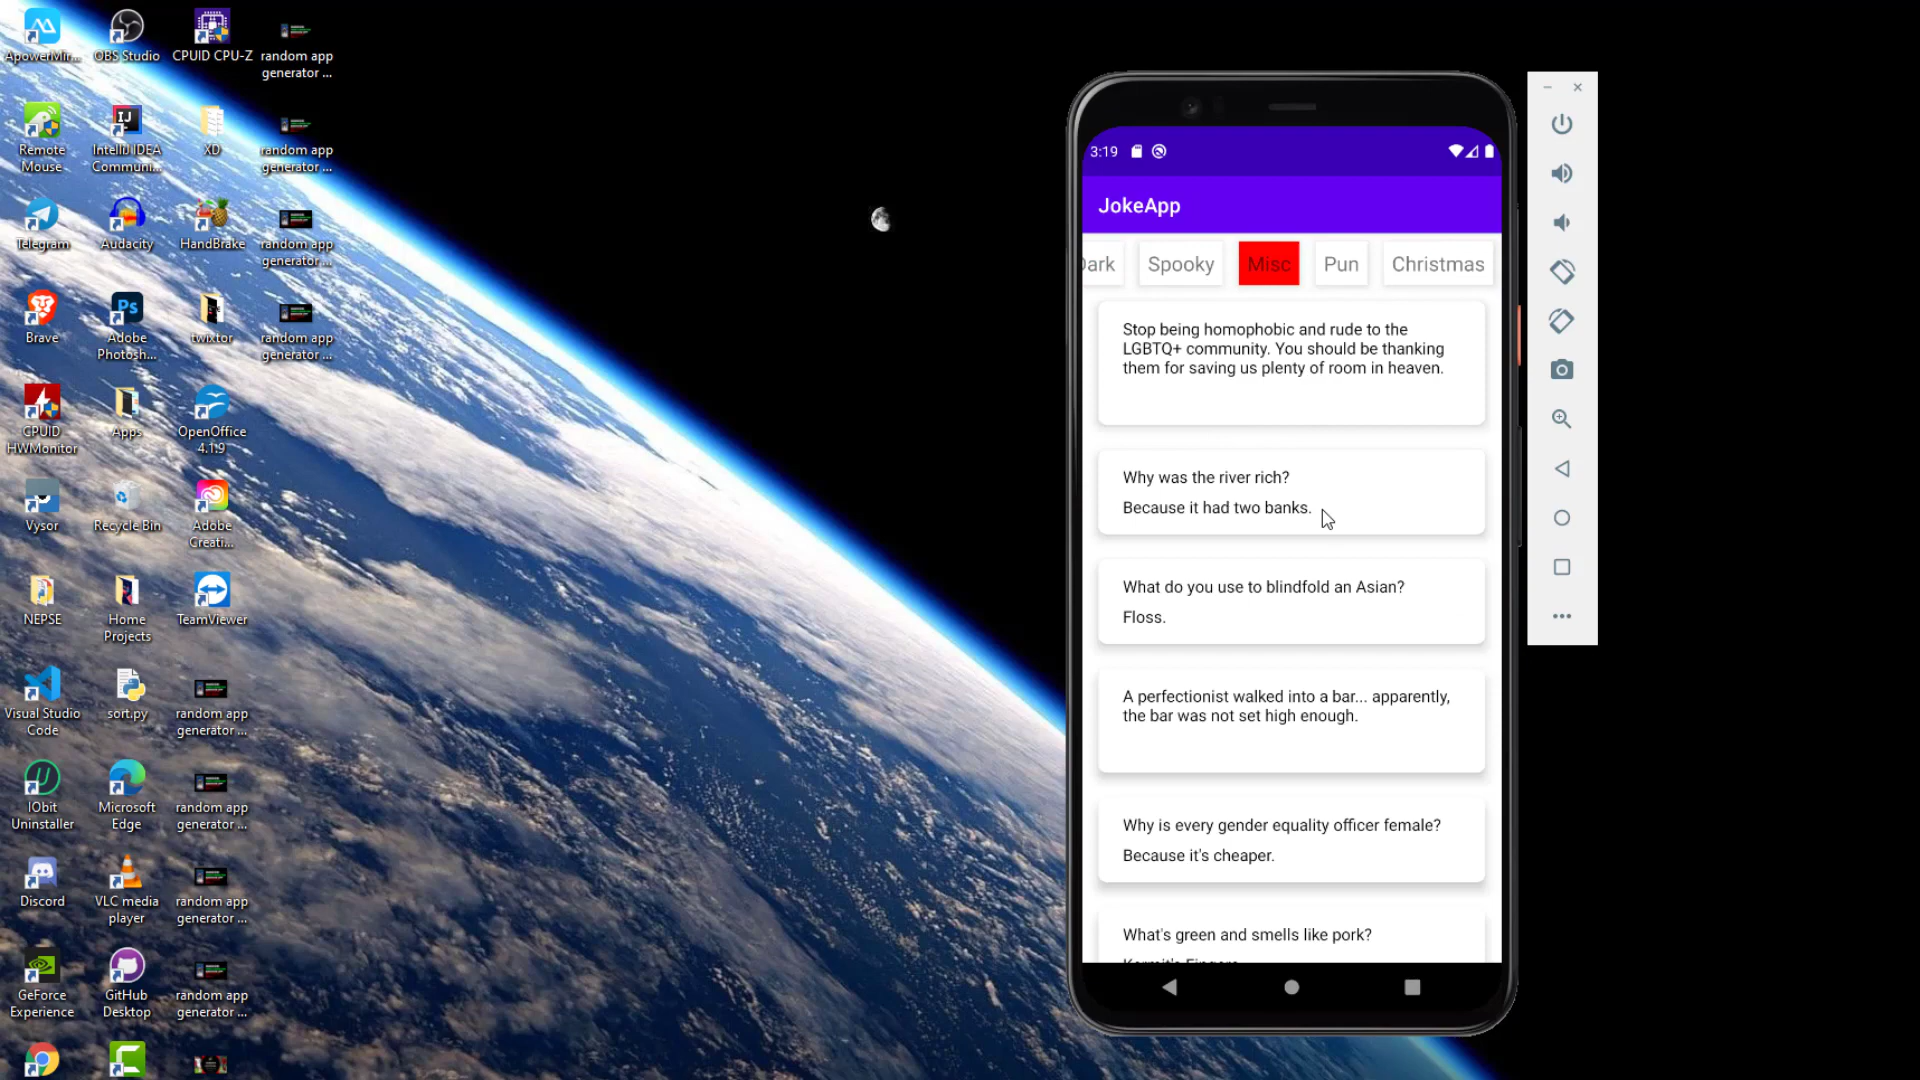 ApowerMir...
OBS Studio
CPUID CPU-Z
random app
generator ...
Remote
Mouse
IntelliJ IDEA
Communi...
XD
random app
generator ...
Telegram
Audacity
HandBrake
random app
generator ...
Brave
Adobe
Photosh...
twixtor
random app
generator ...
CPUID
HWMonitor
Apps
OpenOffice
4.1.9
Vysor
Recycle Bin
Adobe
Creati...
NEPSE
Home
Projects
TeamViewer
Visual Studio
Code
sort.py
random app
generator ...
IObit
Uninstaller
Microsoft
Edge
random app
generator ...
Discord
VLC media
player
random app
generator ...
GeForce
Experience
GitHub
Desktop
random app
generator ...
IJ
Ps
3:19
JokeApp
Dark Spooky Misc Pun Christmas
Stop being homophobic and rude to the
LGBTQ+ community. You should be thanking
them for saving us plenty of room in heaven.
Why was the river rich?
Because it had two banks.
What do you use to blindfold an Asian?
Floss.
A perfectionist walked into a bar... apparently,
the bar was not set high enough.
Why is every gender equality officer female?
Because it's cheaper.
What's green and smells like pork?
Kermit's Fingers